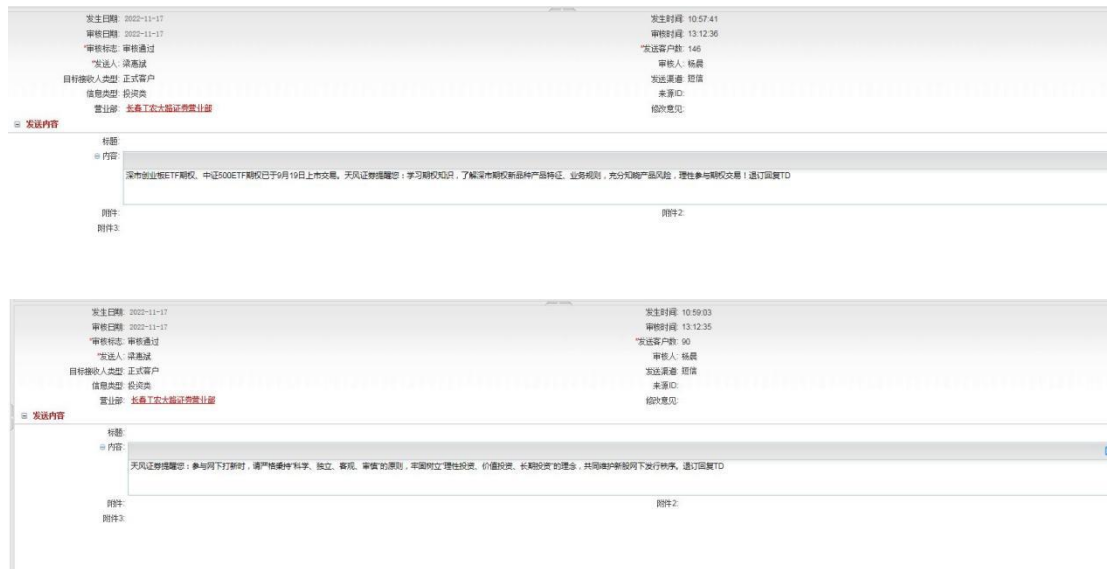 发生日期: 2022-11-17 发生时间: 10:57:41
审核日期: 2022-11-17 审核时间: 13:12:36
*审核标志: 审核通过 *发送客户数: 146
*发送人: 梁惠斌 审核人: 杨晨
目标接收人类型: 正式客户 发送渠道: 短信
信息类型: 投资类 来源ID:
营业部: 长春工农大路证券营业部 修改意见:
发送内容
标题:
内容:
深市创业板ETF期权、中证500ETF期权已于9月19日上市交易。天风证券提醒您：学习期权知识，了解深市期权新品种产品特征、业务规则，充分知晓产品风险，理性参与期权交易！退订回复TD
附件: 附件2:
附件3:
发生日期: 2022-11-17 发生时间: 10:59:03
审核日期: 2022-11-17 审核时间: 13:12:35
*审核标志: 审核通过 *发送客户数: 90
*发送人: 梁惠斌 审核人: 杨晨
目标接收人类型: 正式客户 发送渠道: 短信
信息类型: 投资类 来源ID:
营业部: 长春工农大路证券营业部 修改意见:
发送内容
标题:
内容:
天风证券提醒您：参与网下打新时，请严格秉持“科学、独立、客观、审慎”的原则，牢固树立“理性投资、价值投资、长期投资”的理念，共同维护新股网下发行秩序。退订回复TD
附件: 附件2:
附件3: